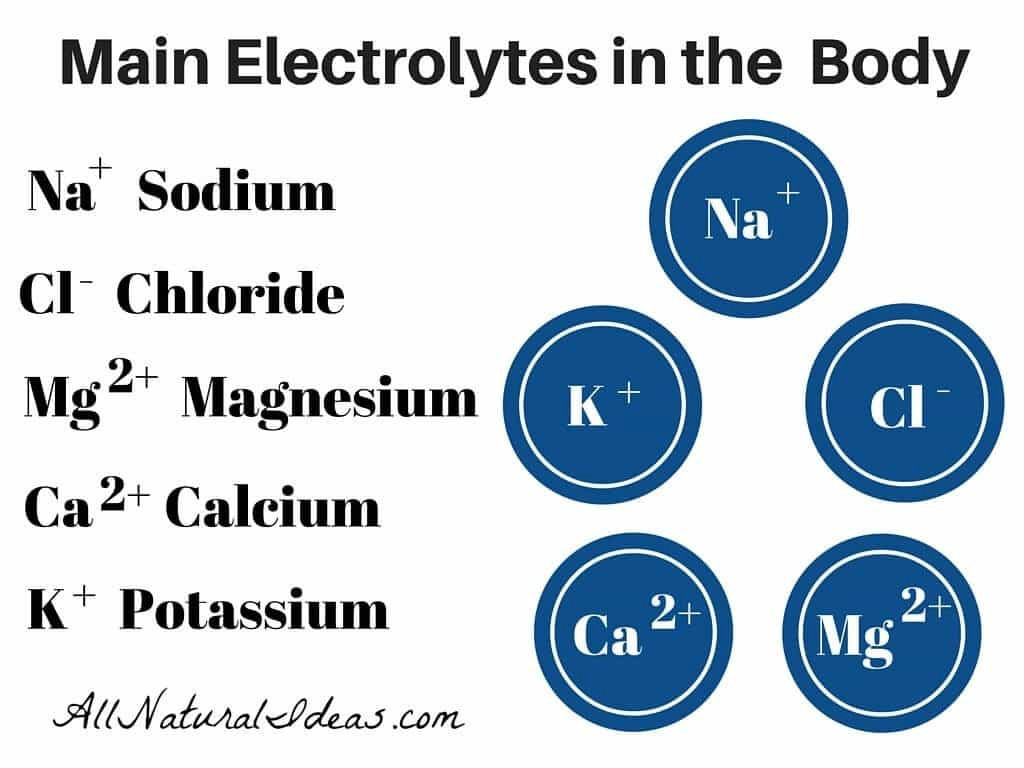 Main Electrolytes in the Body
Na+ Sodium
Cl- Chloride
Mg2+ Magnesium
Ca2+ Calcium
K+ Potassium
AllNaturalIdeas.com
Na+
K+
Cl-
Ca2+
Mg2+